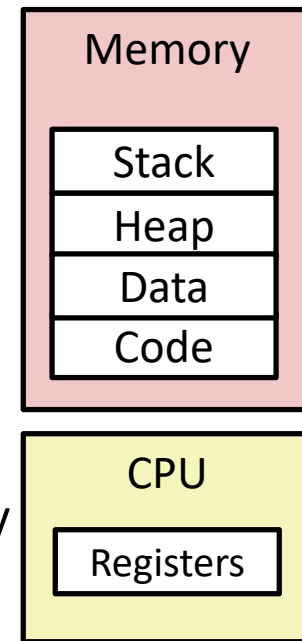 Memory
Stack
Heap
Data
Code
CPU
y
Registers